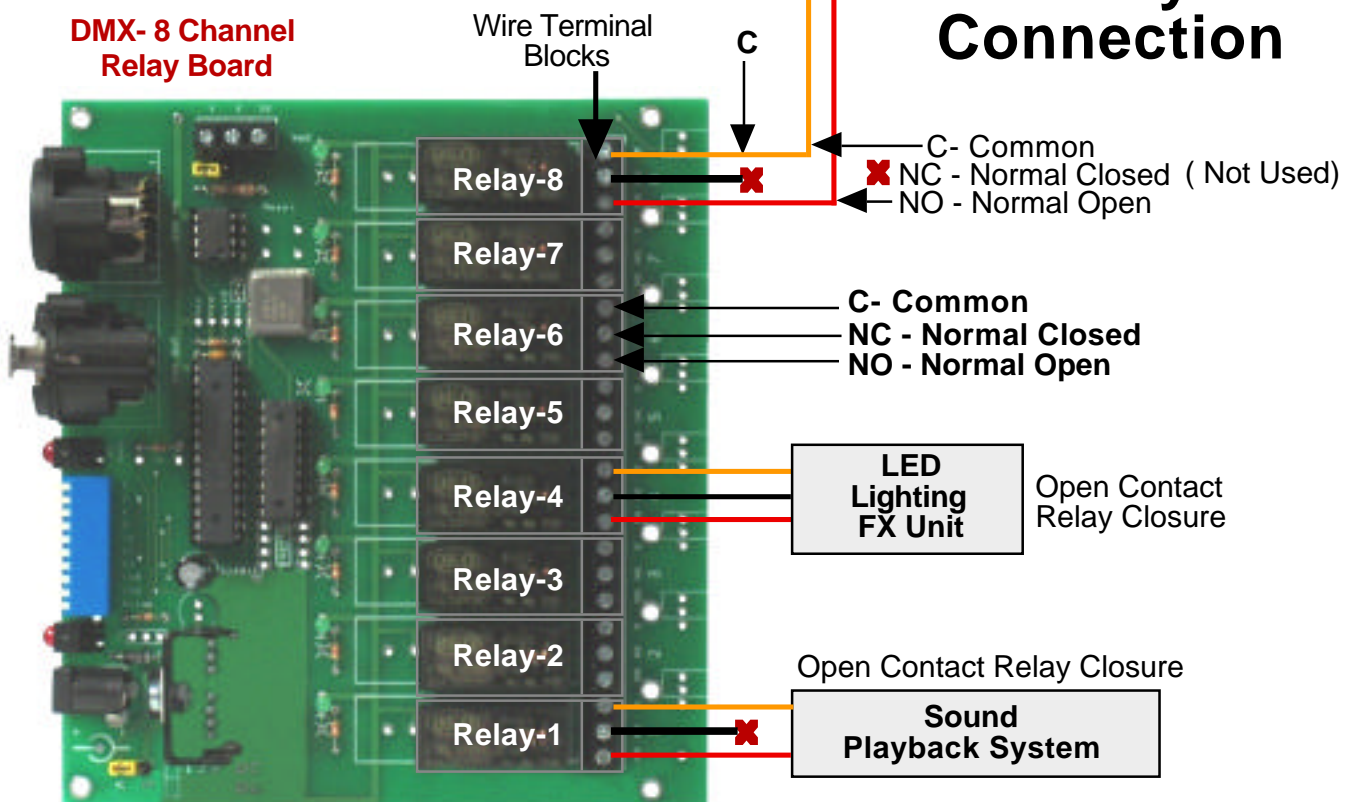 DMX- 8 Channel
Relay Board
Wire Terminal
Blocks
C
Connection
C- Common
NC - Normal Closed ( Not Used)
NO - Normal Open
Relay-8
Relay-7
Relay-6
C- Common
NC - Normal Closed
NO - Normal Open
Relay-5
Relay-4
LED
Lighting
FX Unit
Open Contact
Relay Closure
Relay-3
Relay-2
Relay-1
Open Contact Relay Closure
Sound
Playback System